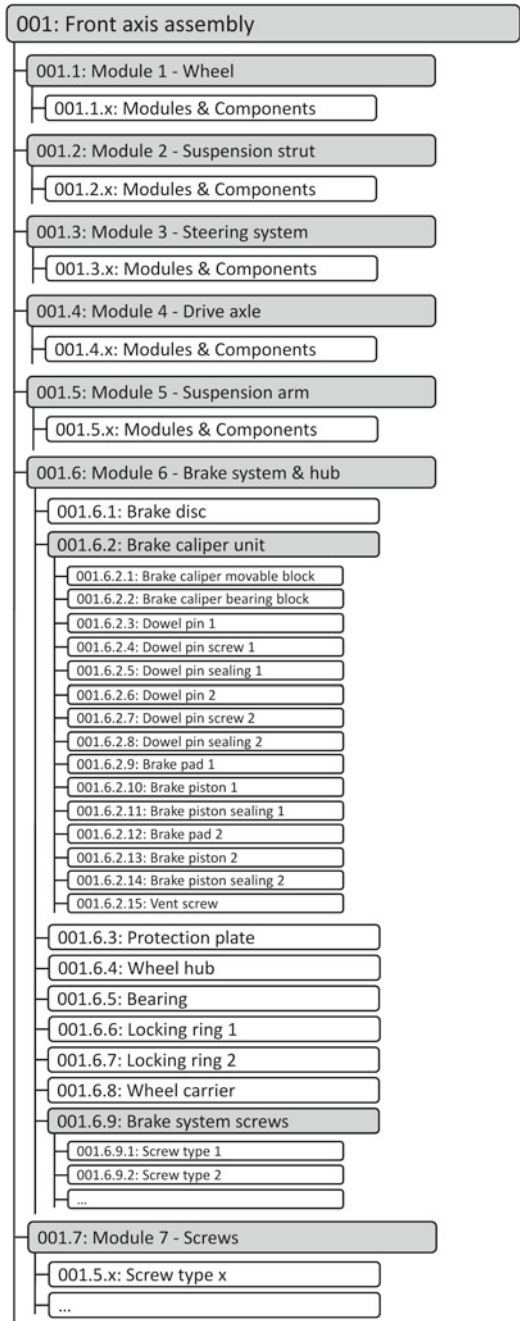 001: Front axis assembly
001.1: Module 1 - Wheel
001.1.x: Modules & Components
001.2: Module 2 - Suspension strut
001.2.x: Modules & Components
001.3: Module 3 - Steering system
001.3.x: Modules & Components
001.4: Module 4 - Drive axle
001.4.x: Modules & Components
001.5: Module 5 - Suspension arm
001.5.x: Modules & Components
001.6: Module 6 - Brake system & hub
001.6.1: Brake disc
001.6.2: Brake caliper unit
001.6.2.1: Brake caliper movable block
001.6.2.2: Brake caliper bearing block
001.6.2.3: Dowel pin 1
001.6.2.4: Dowel pin screw 1
001.6.2.5: Dowel pin sealing 1
001.6.2.6: Dowel pin 2
001.6.2.7: Dowel pin screw 2
001.6.2.8: Dowel pin sealing 2
001.6.2.9: Brake pad 1
001.6.2.10: Brake piston 1
001.6.2.11: Brake piston sealing 1
001.6.2.12: Brake pad 2
001.6.2.13: Brake piston 2
001.6.2.14: Brake piston sealing 2
001.6.2.15: Vent screw
001.6.3: Protection plate
001.6.4: Wheel hub
001.6.5: Bearing
001.6.6: Locking ring 1
001.6.7: Locking ring 2
001.6.8: Wheel carrier
001.6.9: Brake system screws
001.6.9.1: Screw type 1
001.6.9.2: Screw type 2
...
001.7: Module 7 - Screws
001.5.x: Screw type x
...